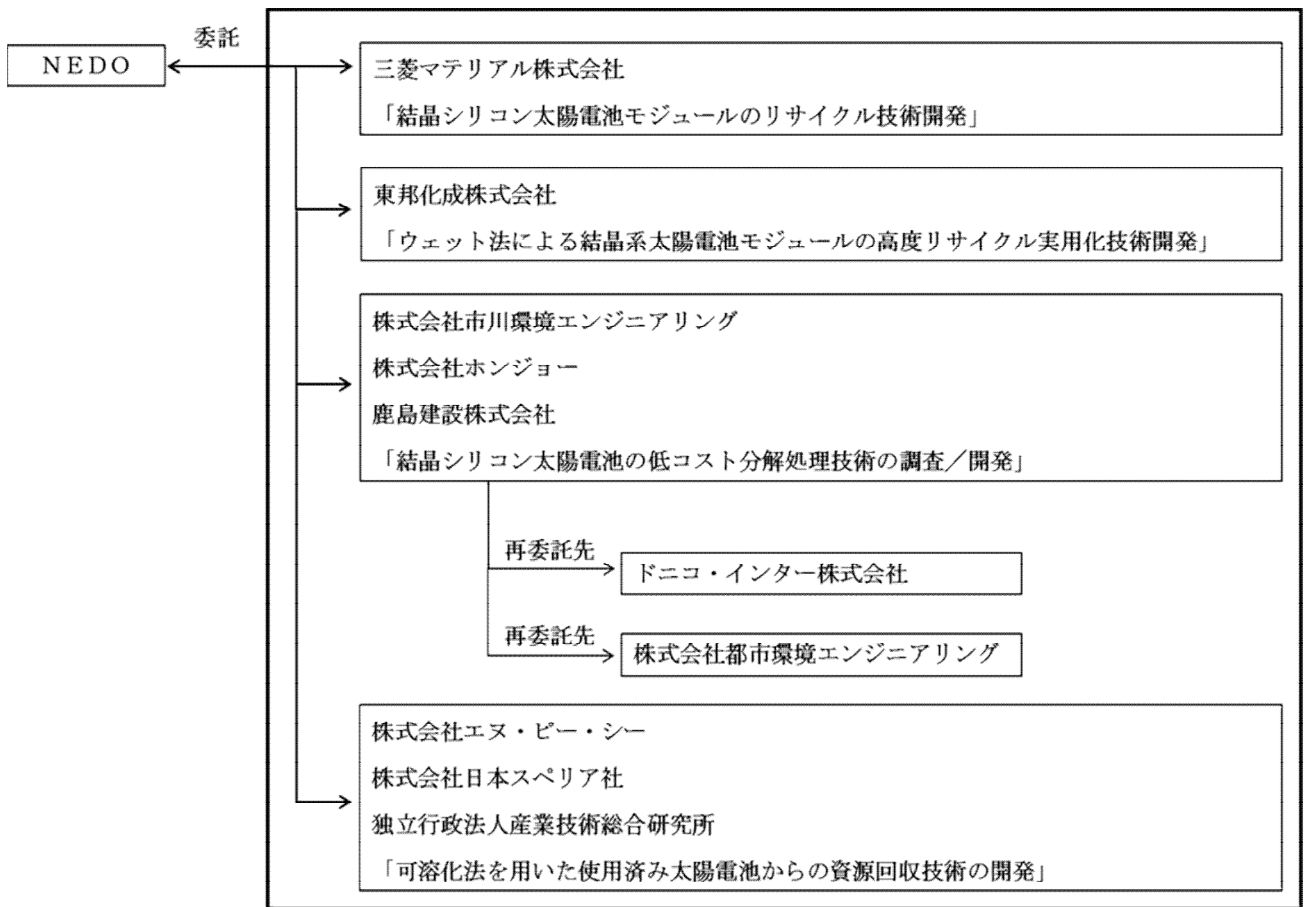 委託
NEDO
三菱マテリアル株式会社
「結晶シリコン太陽電池モジュールのリサイクル技術開発」
東邦化成株式会社
「ウェット法による結晶系太陽電池モジュールの高度リサイクル実用化技術開発」
株式会社市川環境エンジニアリング
株式会社ホンジョー
鹿島建設株式会社
「結晶シリコン太陽電池の低コスト分解処理技術の調査／開発」
再委託先
ドニコ・インター株式会社
再委託先
株式会社都市環境エンジニアリング
株式会社エヌ・ピー・シー
株式会社日本スペリア社
独立行政法人産業技術総合研究所
「可溶化法を用いた使用済み太陽電池からの資源回収技術の開発」